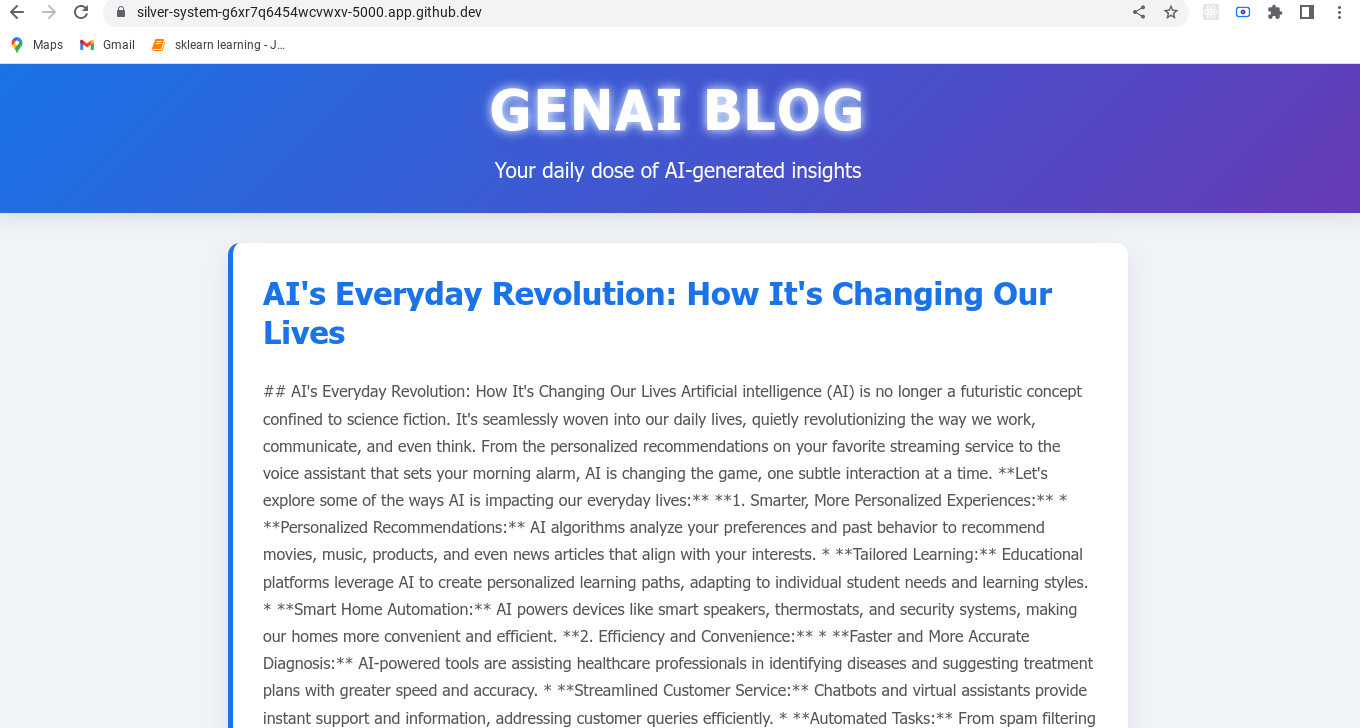 silver-system-g6xr7q6454wcvwxv-5000.app.github.dev
Maps
Gmail
sklearn learning - J...
GENAI BLOG
Your daily dose of AI-generated insights
AI's Everyday Revolution: How It's Changing Our
Lives
## AI's Everyday Revolution: How It's Changing Our Lives Artificial intelligence (AI) is no longer a futuristic concept
confined to science fiction. It's seamlessly woven into our daily lives, quietly revolutionizing the way we work,
communicate, and even think. From the personalized recommendations on your favorite streaming service to the
voice assistant that sets your morning alarm, AI is changing the game, one subtle interaction at a time. **Let's
explore some of the ways AI is impacting our everyday lives:** **1. Smarter, More Personalized Experiences:** *
**Personalized Recommendations:** AI algorithms analyze your preferences and past behavior to recommend
movies, music, products, and even news articles that align with your interests. * **Tailored Learning:** Educational
platforms leverage AI to create personalized learning paths, adapting to individual student needs and learning styles.
* **Smart Home Automation:** AI powers devices like smart speakers, thermostats, and security systems, making
our homes more convenient and efficient. **2. Efficiency and Convenience:** * **Faster and More Accurate
Diagnosis:** AI-powered tools are assisting healthcare professionals in identifying diseases and suggesting treatment
plans with greater speed and accuracy. * **Streamlined Customer Service:** Chatbots and virtual assistants provide
instant support and information, addressing customer queries efficiently. * **Automated Tasks:** From spam filtering